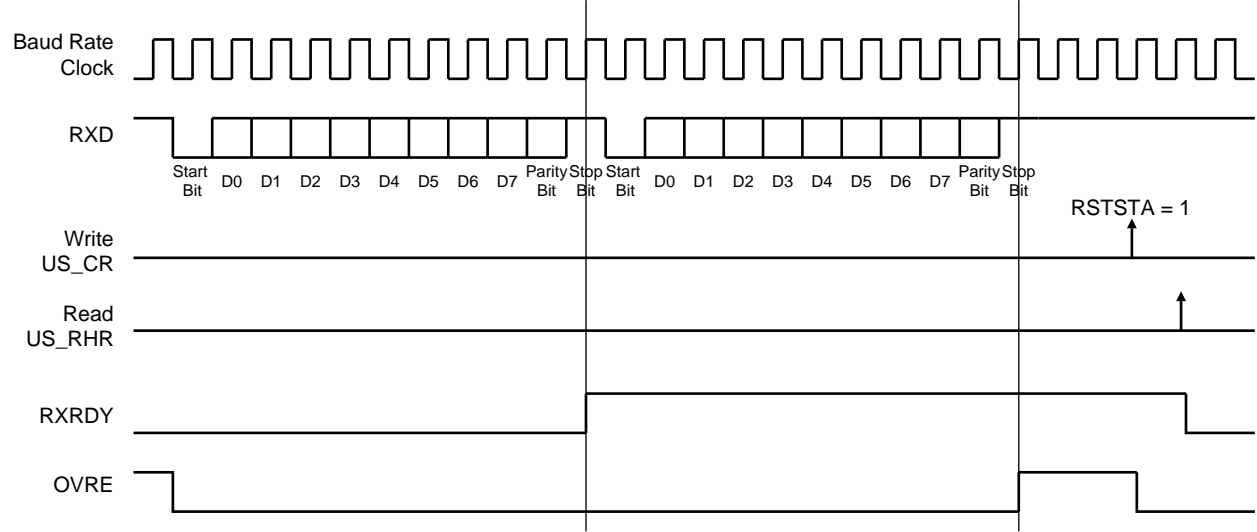 Baud Rate
Clock
RXD
Start Bit D0 D1 D2 D3 D4 D5 D6 D7 Parity Bit Stop Bit Start Bit D0 D1 D2 D3 D4 D5 D6 D7 Parity Bit Stop Bit
RSTSTA = 1
Write
US_CR
Read
US_RHR
RXRDY
OVRE